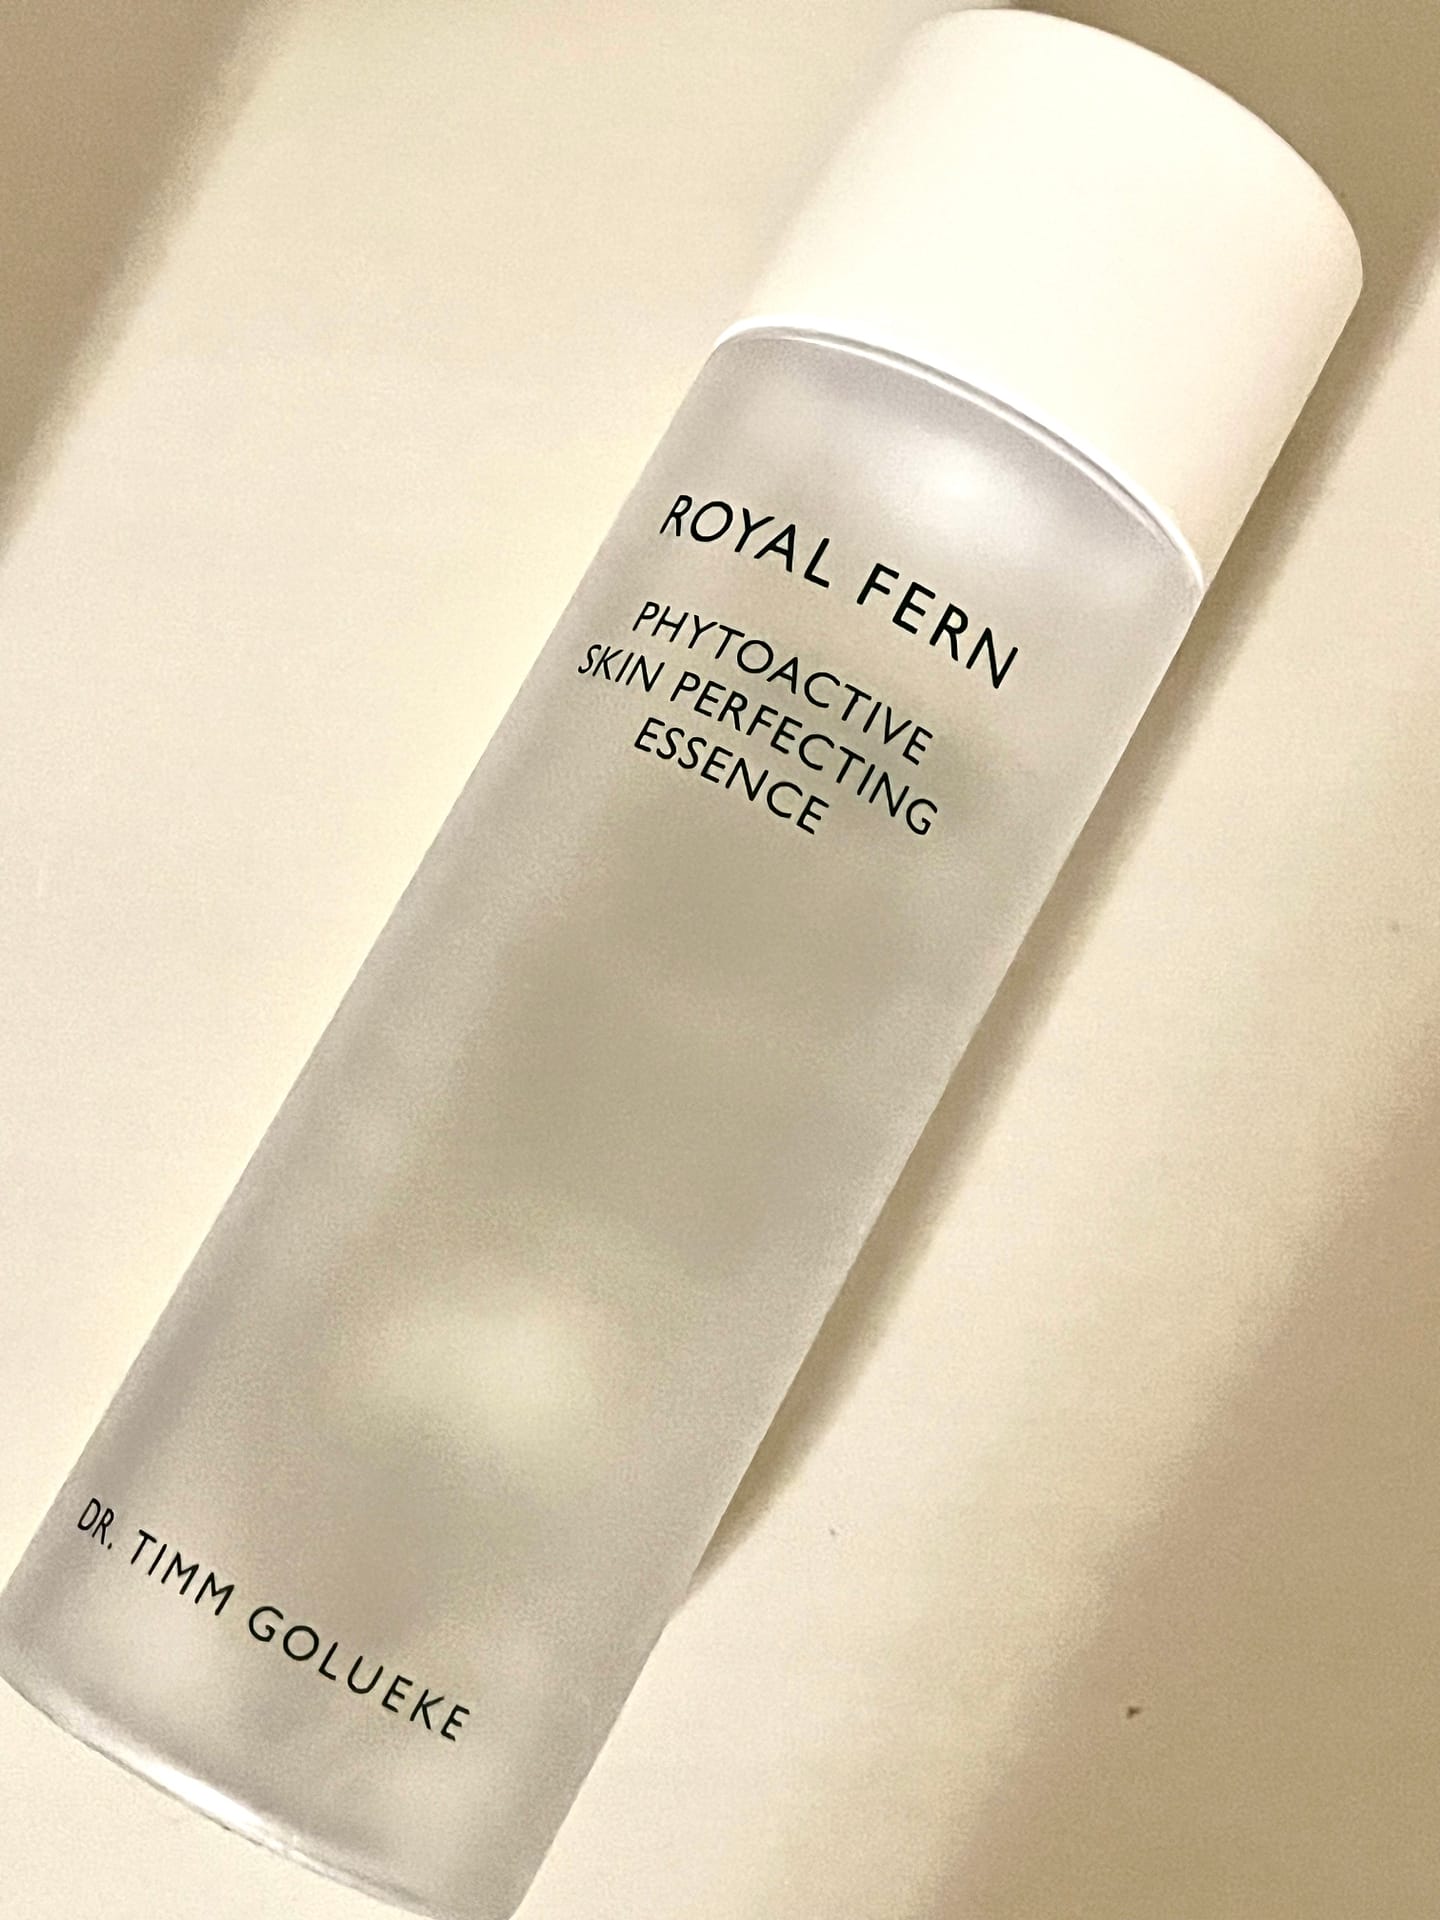 ROYAL FERN
PHYTOACTIVE
SKIN PERFECTING
ESSENCE
DR. TIMM GOLUEKE